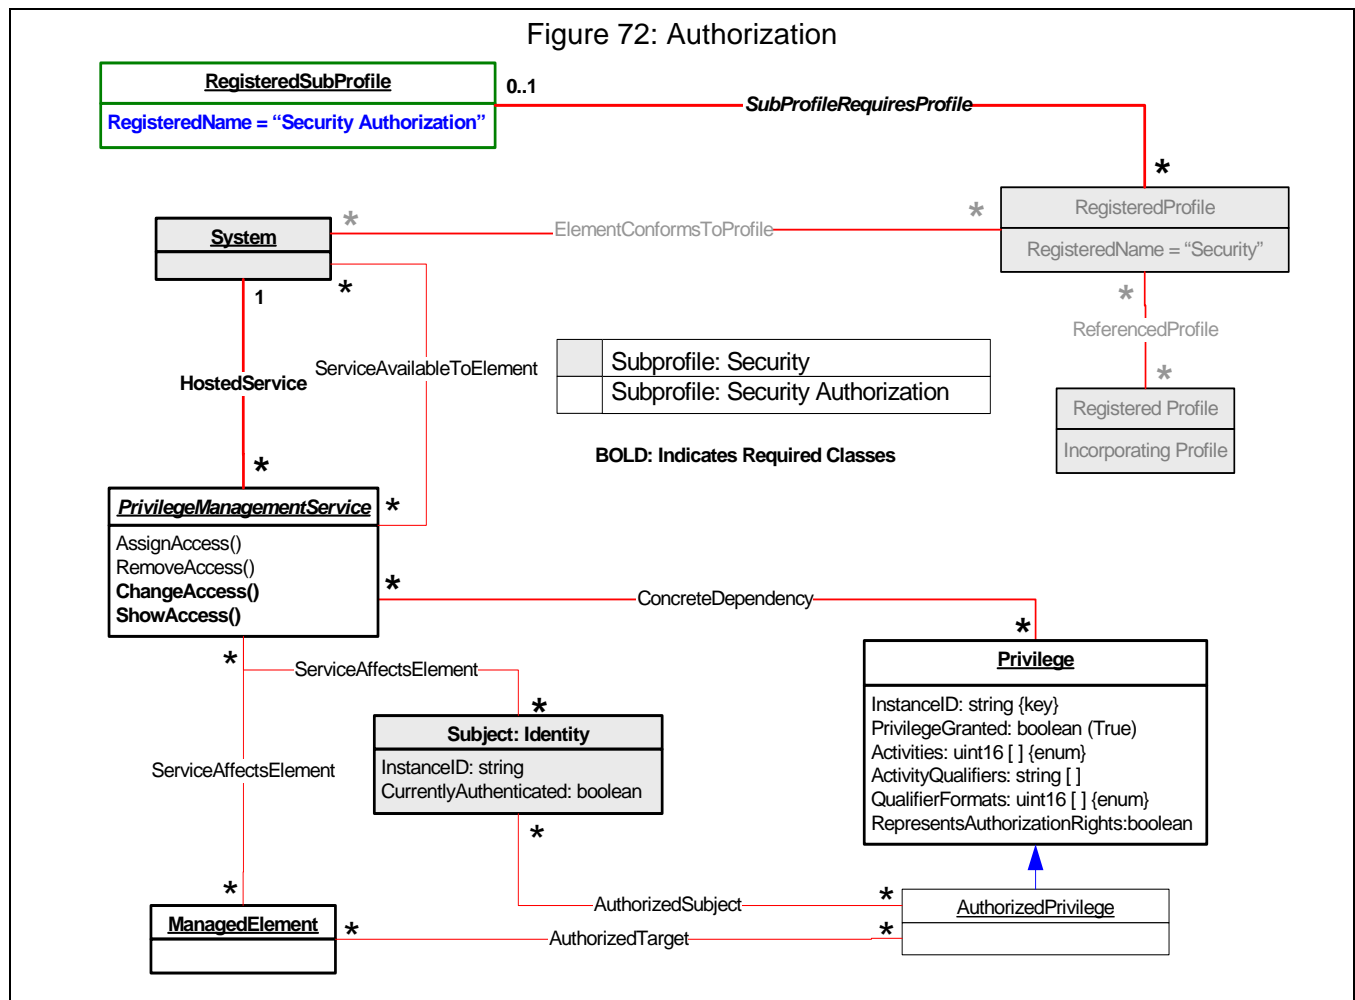 Figure 72: Authorization
RegisteredSubProfile
RegisteredName = “Security Authorization”
0..1
SubProfileRequiresProfile
*
RegisteredProfile
RegisteredName = “Security”
*
ElementConformsToProfile
*
System
*
1
*
ReferencedProfile
*
ServiceAvailableToElement
HostedService
Subprofile: Security
Subprofile: Security Authorization
Registered Profile
Incorporating Profile
BOLD: Indicates Required Classes
*
PrivilegeManagementService
*
AssignAccess()
RemoveAccess()
ChangeAccess()
ShowAccess()
*
ConcreteDependency
*
Privilege
InstanceID: string {key}
PrivilegeGranted: boolean (True)
Activities: uint16 [ ] {enum}
ActivityQualifiers: string [ ]
QualifierFormats: uint16 [ ] {enum}
RepresentsAuthorizationRights:boolean
*
ServiceAffectsElement
*
Subject: Identity
InstanceID: string
CurrentlyAuthenticated: boolean
ServiceAffectsElement
*
*
ManagedElement
*
AuthorizedSubject
*
AuthorizedTarget
*
AuthorizedPrivilege